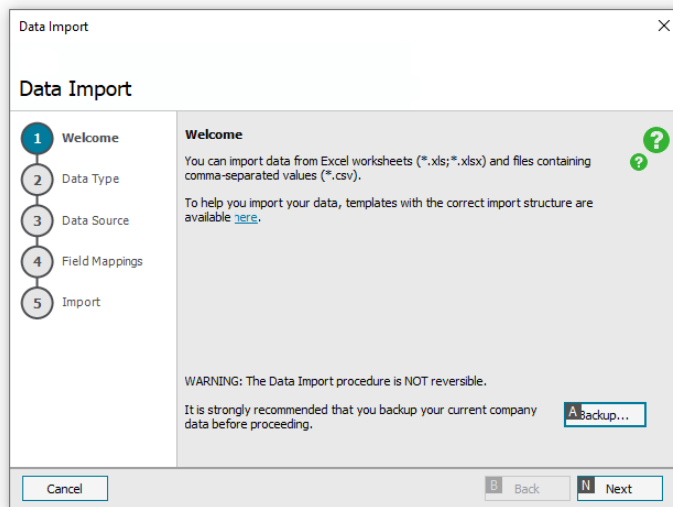 Data Import
Data Import
1 Welcome
2 Data Type
3 Data Source
4 Field Mappings
5 Import
Welcome
You can import data from Excel worksheets (*.xls;*.xlsx) and files containing
comma-separated values (*.csv).
To help you import your data, templates with the correct import structure are
available here.
WARNING: The Data Import procedure is NOT reversible.
It is strongly recommended that you backup your current company
data before proceeding.
A Backup...
Cancel
B Back
N Next